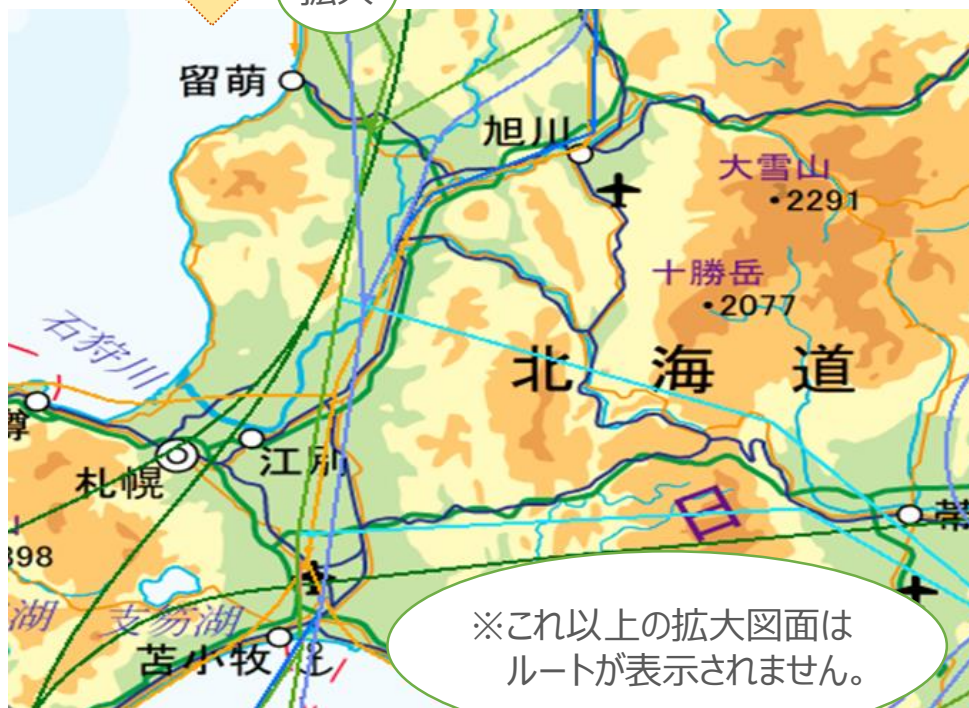 拡大
留萌
旭川
大雪山
・2291
十勝岳
・2077
石狩川
北海道
樽
江別
札幌
398
湖
支笏湖
苫小牧
帯
※これ以上の拡大図面は
ルートが表示されません。